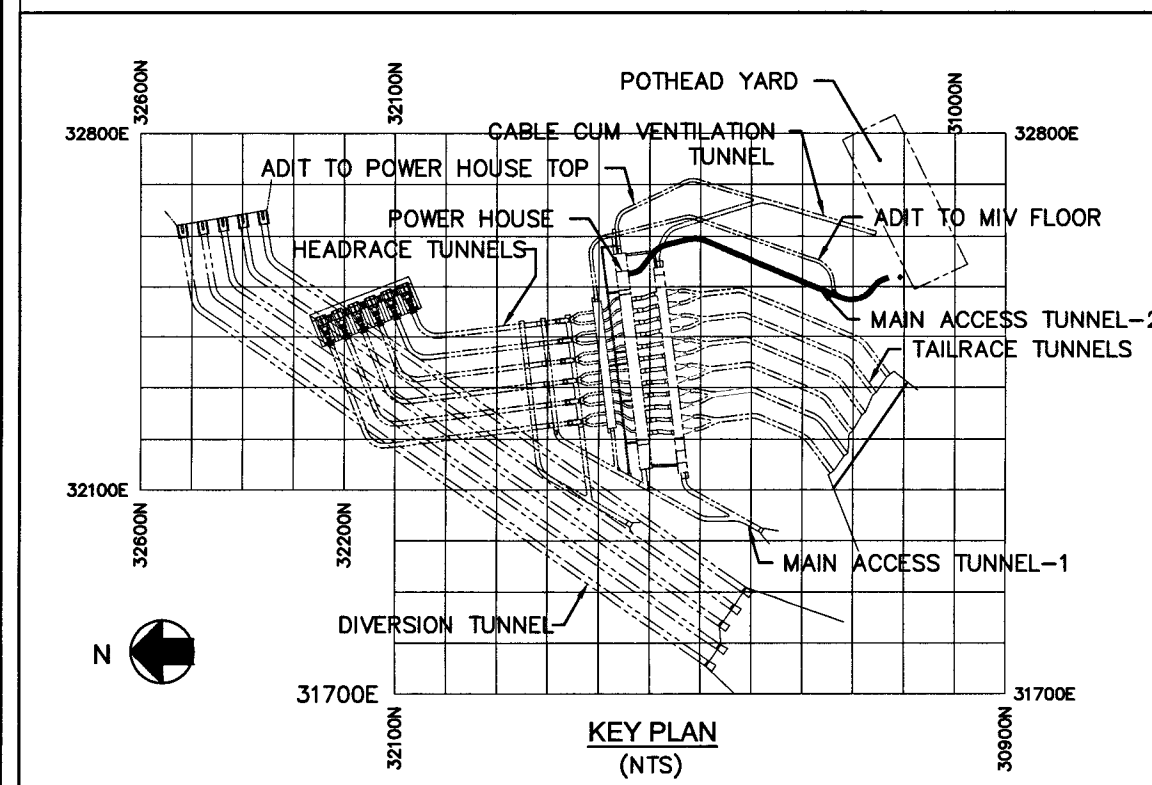 32600N
32100N
31000N
POTHEAD YARD
32800E
32800E
CABLE CUM VENTILATION
TUNNEL
ADIT TO POWER HOUSE TOP
POWER HOUSE
ADIT TO MIV FLOOR
HEADRACE TUNNELS
MAIN ACCESS TUNNEL-2
TAILRACE TUNNELS
32100E
32600N
32200N
MAIN ACCESS TUNNEL-1
DIVERSION TUNNEL
N
31700E
31700E
32100N
30900N
KEY PLAN
(NTS)